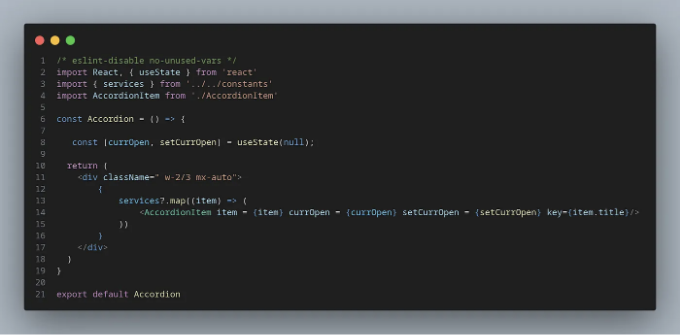 1 /* eslint-disable no-unused-vars */
2 import React, { useState } from 'react'
3 import { services } from '../../constants'
4 import AccordionItem from './AccordionItem'
5
6 const Accordion = () => {
7
8 const [currOpen, setCurrOpen] = useState(null);
9
10 return (
11 <div className=" w-2/3 mx-auto">
12 {
13 services?.map((item) => (
14 <AccordionItem item = {item} currOpen = {currOpen} setCurrOpen = {setCurrOpen} key={item.title}/>
15 ))
16 }
17 </div>
18 )
19 }
20
21 export default Accordion